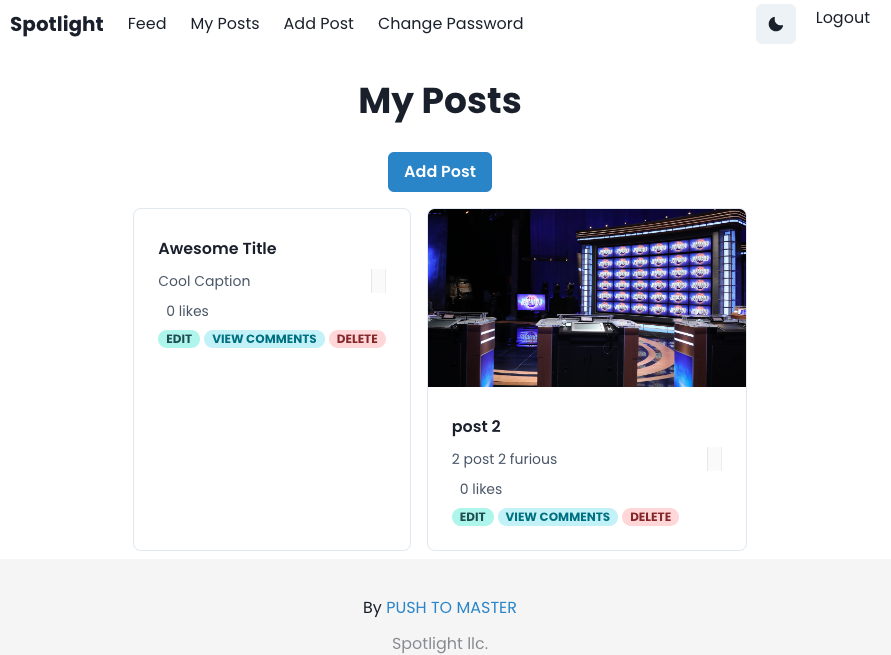 Spotlight Feed My Posts Add Post Change Password Logout
My Posts
Add Post
Awesome Title
Cool Caption
0 likes
EDIT VIEW COMMENTS DELETE
post 2
2 post 2 furious
0 likes
EDIT VIEW COMMENTS DELETE
By PUSH TO MASTER
Spotlight llc.